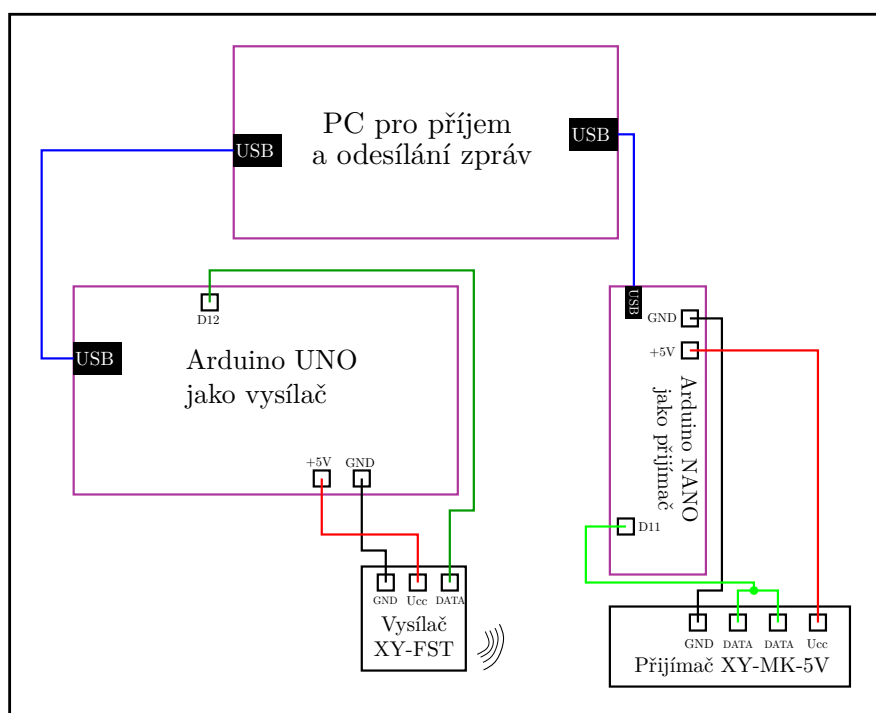 PC pro příjem
a odesílání zpráv
USB
USB
D12
USB
Arduino UNO
jako vysílač
+5V
GND
USB
GND
+5V
Arduino NANO
jako přijímač
D11
GND
Ucc
DATA
Vysílač
XY-FST
GND
DATA
DATA
Ucc
Přijímač XY-MK-5V